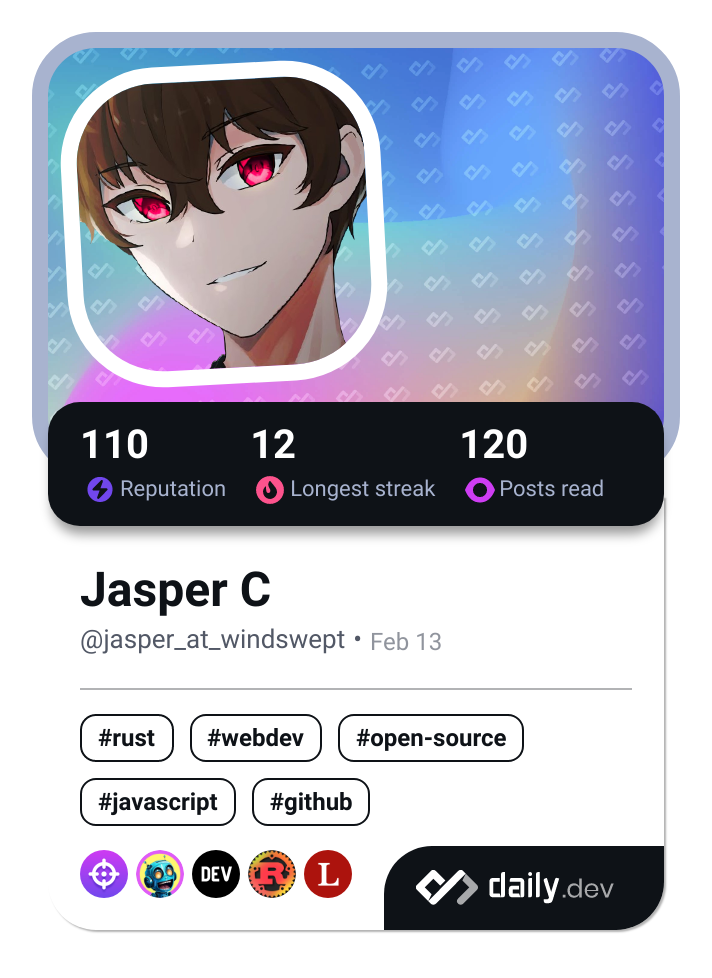 110 12 120
Reputation Longest streak Posts read
Jasper C
@jasper_at_windswept • Feb 13
#rust #webdev #open-source
#javascript #github
DEV R L daily.dev